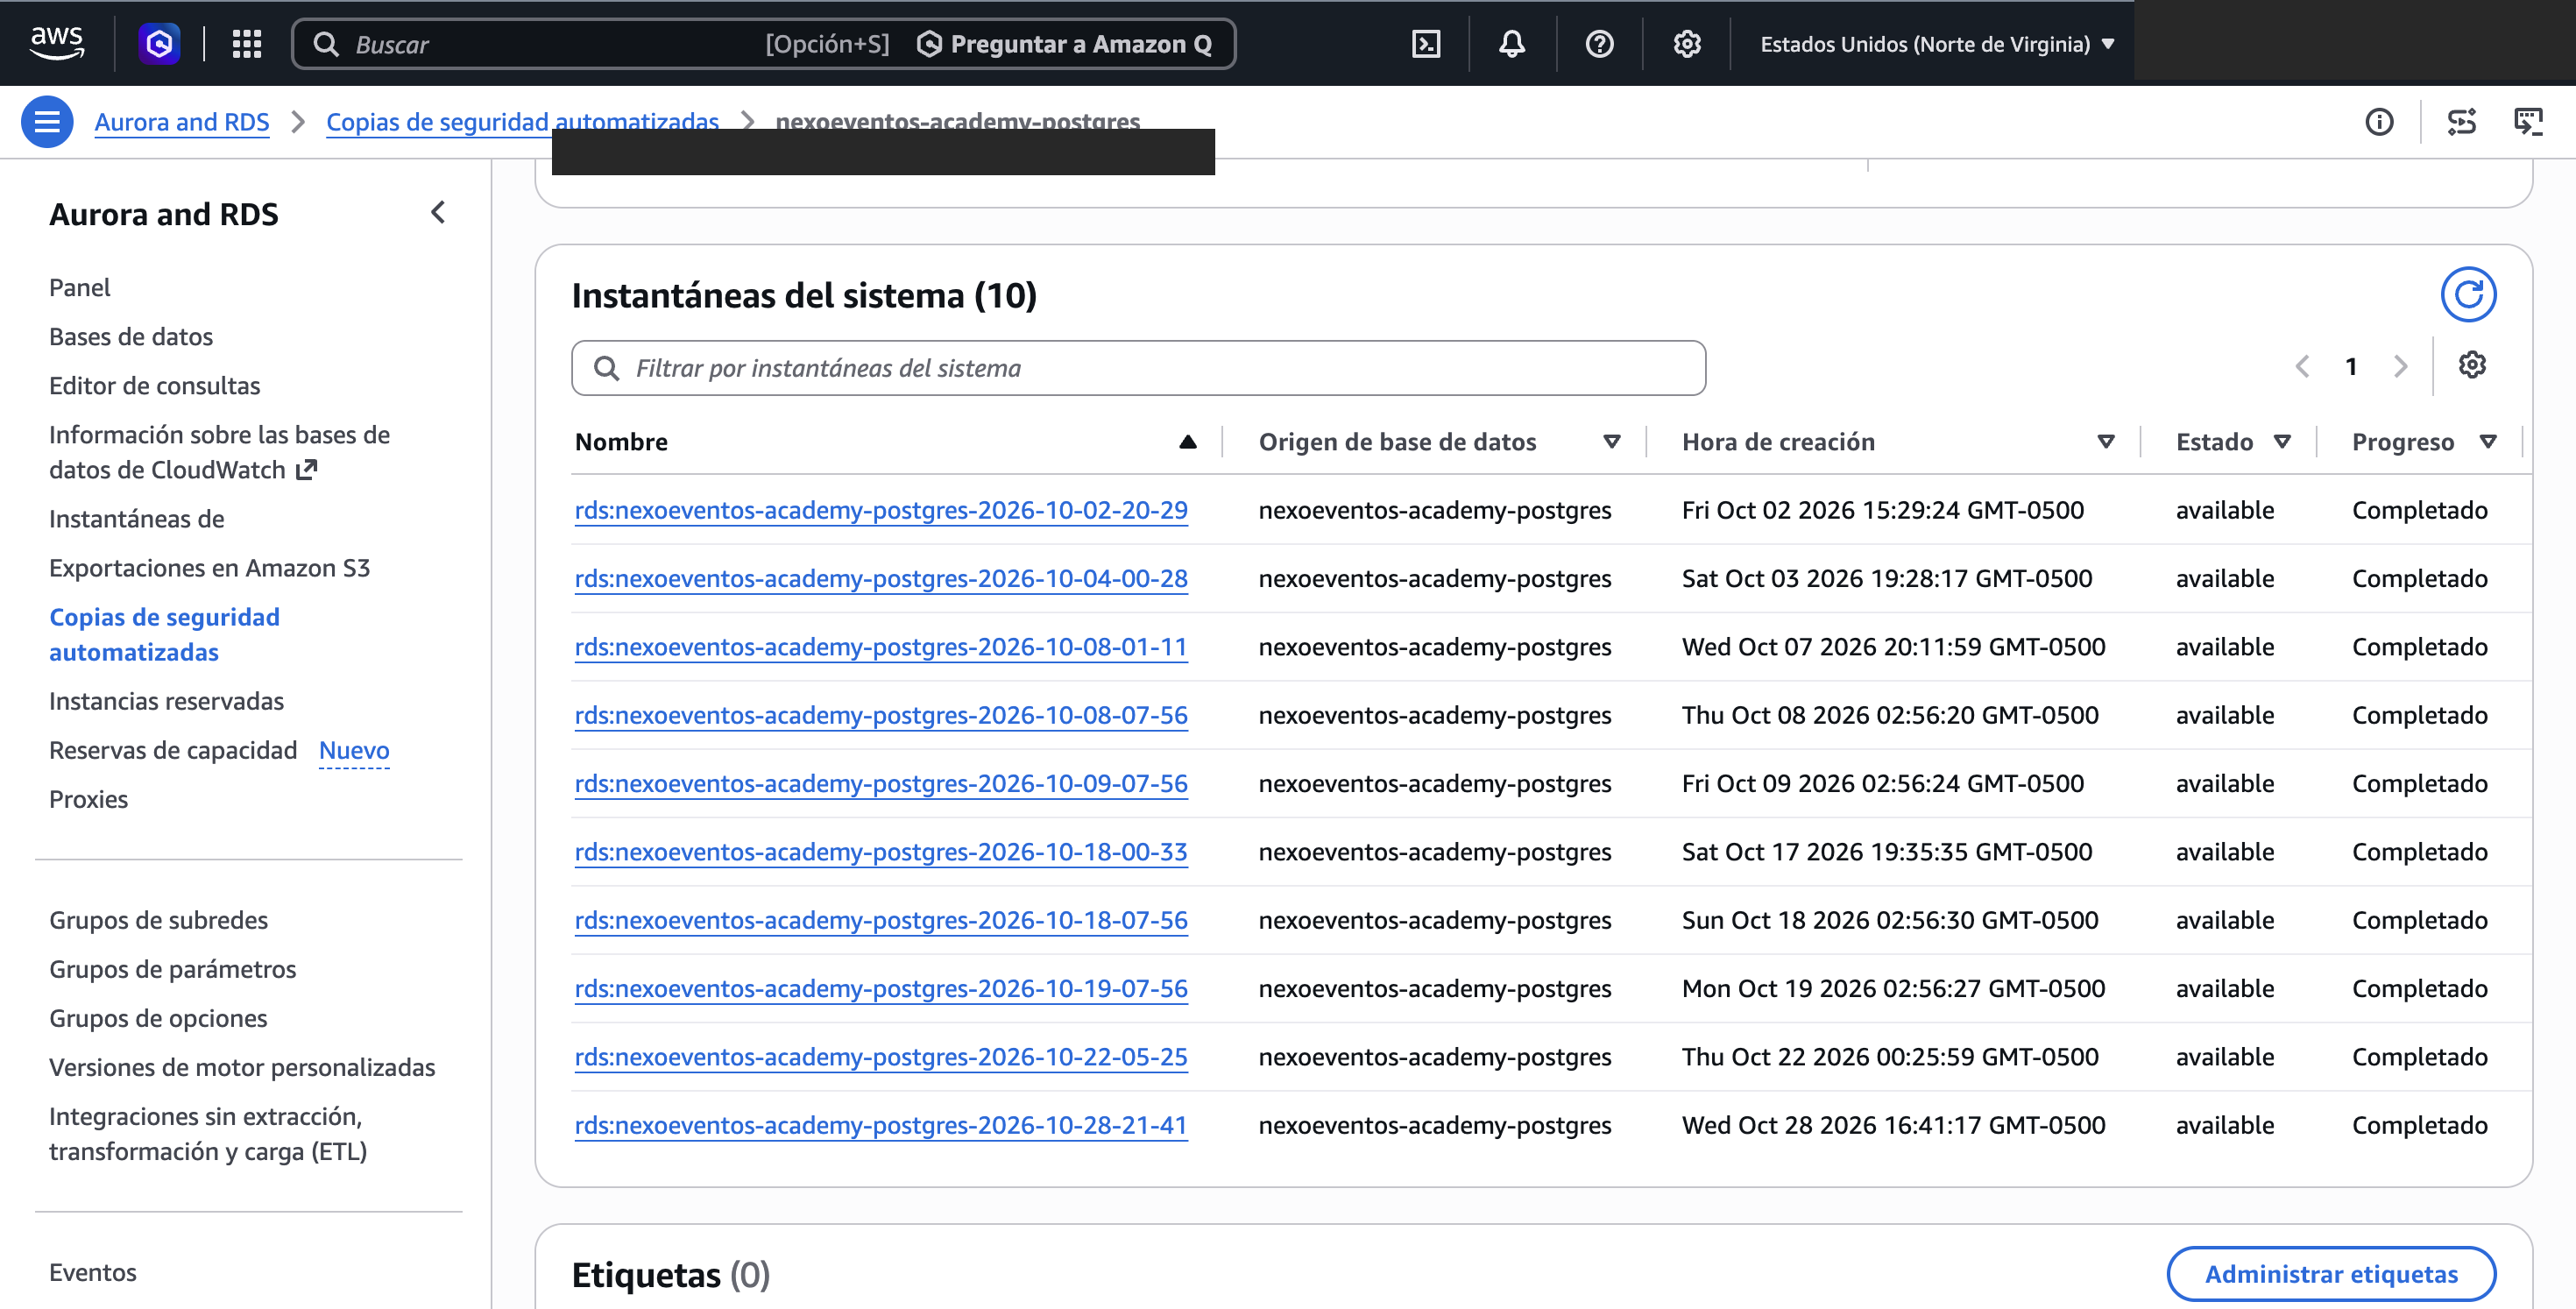 aws
Buscar [Opción+S] Preguntar a Amazon Q Estados Unidos (Norte de Virginia)
Aurora and RDS > Copias de seguridad automatizadas > nexoeventos-academy-postgres
Aurora and RDS
Panel
Bases de datos
Editor de consultas
Información sobre las bases de
datos de CloudWatch
Instantáneas de
Exportaciones en Amazon S3
Copias de seguridad
automatizadas
Instancias reservadas
Reservas de capacidad Nuevo
Proxies
Grupos de subredes
Grupos de parámetros
Grupos de opciones
Versiones de motor personalizadas
Integraciones sin extracción,
transformación y carga (ETL)
Eventos
Instantáneas del sistema (10)
Filtrar por instantáneas del sistema
1
Nombre Origen de base de datos Hora de creación Estado Progreso
rds:nexoeventos-academy-postgres-2026-10-02-20-29 nexoeventos-academy-postgres Fri Oct 02 2026 15:29:24 GMT-0500 available Completado
rds:nexoeventos-academy-postgres-2026-10-04-00-28 nexoeventos-academy-postgres Sat Oct 03 2026 19:28:17 GMT-0500 available Completado
rds:nexoeventos-academy-postgres-2026-10-08-01-11 nexoeventos-academy-postgres Wed Oct 07 2026 20:11:59 GMT-0500 available Completado
rds:nexoeventos-academy-postgres-2026-10-08-07-56 nexoeventos-academy-postgres Thu Oct 08 2026 02:56:20 GMT-0500 available Completado
rds:nexoeventos-academy-postgres-2026-10-09-07-56 nexoeventos-academy-postgres Fri Oct 09 2026 02:56:24 GMT-0500 available Completado
rds:nexoeventos-academy-postgres-2026-10-18-00-33 nexoeventos-academy-postgres Sat Oct 17 2026 19:35:35 GMT-0500 available Completado
rds:nexoeventos-academy-postgres-2026-10-18-07-56 nexoeventos-academy-postgres Sun Oct 18 2026 02:56:30 GMT-0500 available Completado
rds:nexoeventos-academy-postgres-2026-10-19-07-56 nexoeventos-academy-postgres Mon Oct 19 2026 02:56:27 GMT-0500 available Completado
rds:nexoeventos-academy-postgres-2026-10-22-05-25 nexoeventos-academy-postgres Thu Oct 22 2026 00:25:59 GMT-0500 available Completado
rds:nexoeventos-academy-postgres-2026-10-28-21-41 nexoeventos-academy-postgres Wed Oct 28 2026 16:41:17 GMT-0500 available Completado
Etiquetas (0)
Administrar etiquetas